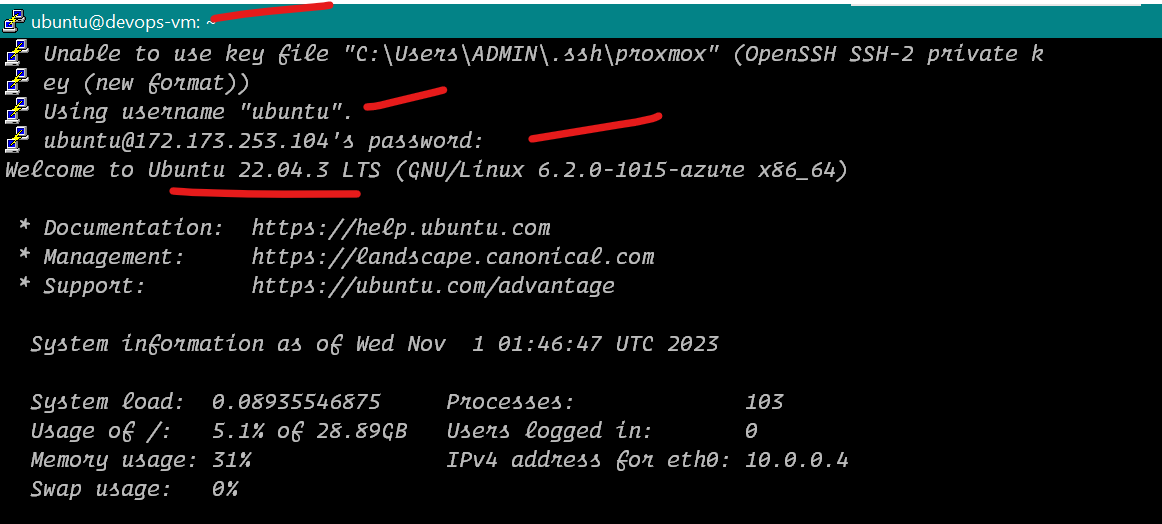 ubuntu@devops-vm: ~
Unable to use key file "C:\Users\ADMIN\.ssh\proxmox" (OpenSSH SSH-2 private k
ey (new format))
Using username "ubuntu".
ubuntu@172.173.253.104's password:
Welcome to Ubuntu 22.04.3 LTS (GNU/Linux 6.2.0-1015-azure x86_64)
* Documentation:  https://help.ubuntu.com
* Management:     https://landscape.canonical.com
* Support:        https://ubuntu.com/advantage
System information as of Wed Nov  1 01:46:47 UTC 2023
System load:  0.08935546875     Processes:             103
Usage of /:   5.1% of 28.89GB   Users logged in:       0
Memory usage: 31%               IPv4 address for eth0: 10.0.0.4
Swap usage:   0%